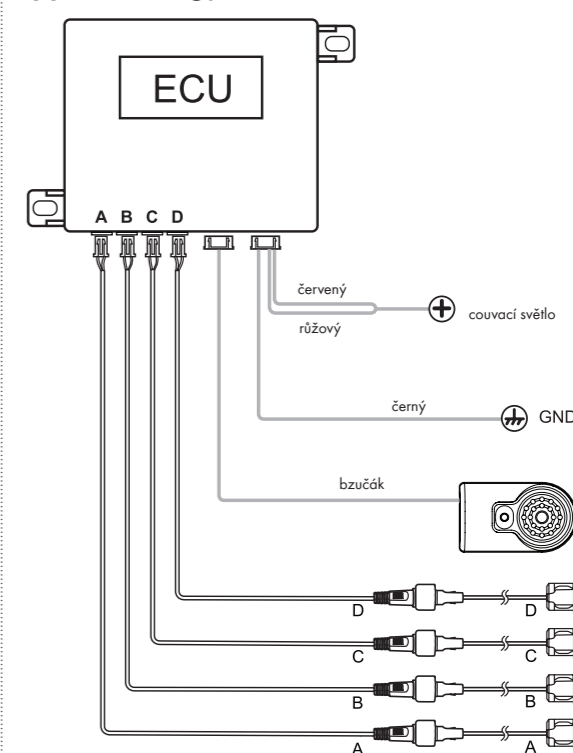 ECU
A B C D
červený
růžový
couvací světlo
černý
GND
bzučák
D D
C C
B B
A A